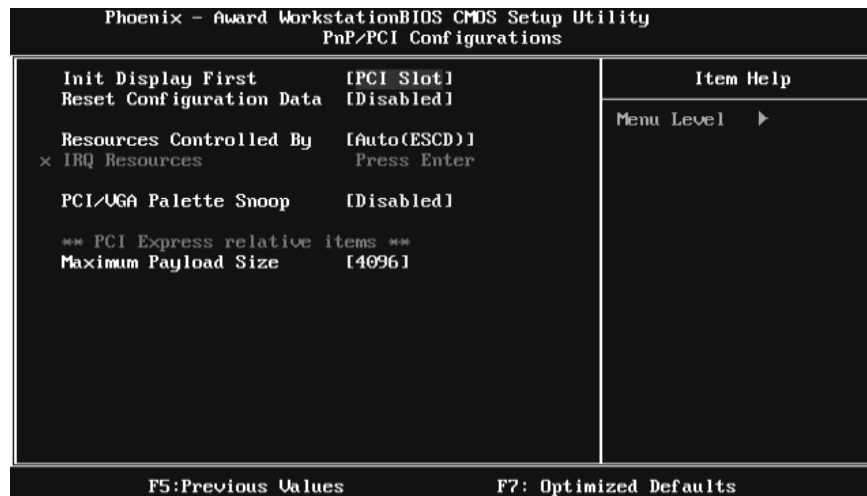 Phoenix - Award WorkstationBIOS CMOS Setup Utility
PnP/PCI Configurations
Init Display First [PCI Slot]
Reset Configuration Data [Disabled]
Resources Controlled By [Auto(ESCD)]
x IRQ Resources Press Enter
PCI/VGA Palette Snoop [Disabled]
** PCI Express relative items **
Maximum Payload Size [4096]
Item Help
Menu Level ▶
F5:Previous Values F7: Optimized Defaults